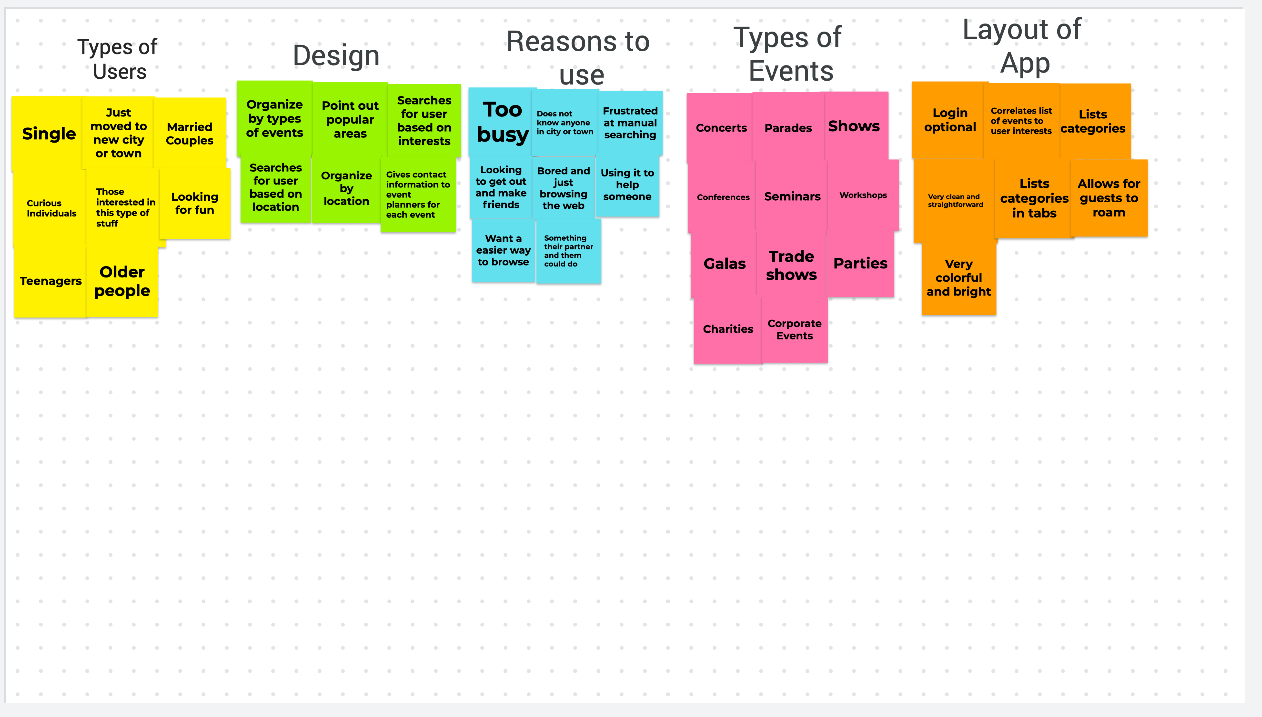 Types of
Users
Single
Just
moved to
new city
or town
Married
Couples
Curious
Individuals
Those
interested in
this type of
stuff
Looking
for fun
Teenagers
Older
people
Design
Organize
by types
of events
Point out
popular
areas
Searches
for user
based on
interests
Searches
for user
based on
location
Organize
by
location
Gives contact
information to
event
planners for
each event
Reasons to
use
Too
busy
Does not
know anyone
in city or town
Frustrated
at manual
searching
Looking
to get out
and make
friends
Bored and
just
browsing
the web
Using it to
help
someone
Want a
easier way
to browse
Something
their partner
and them
could do
Types of
Events
Concerts
Parades
Shows
Conferences
Seminars
Workshops
Galas
Trade
shows
Parties
Charities
Corporate
Events
Layout of
App
Login
optional
Correlates list
of events to
user interests
Lists
categories
Very clean and
straightforward
Lists
categories
in tabs
Allows for
guests to
roam
Very
colorful
and bright